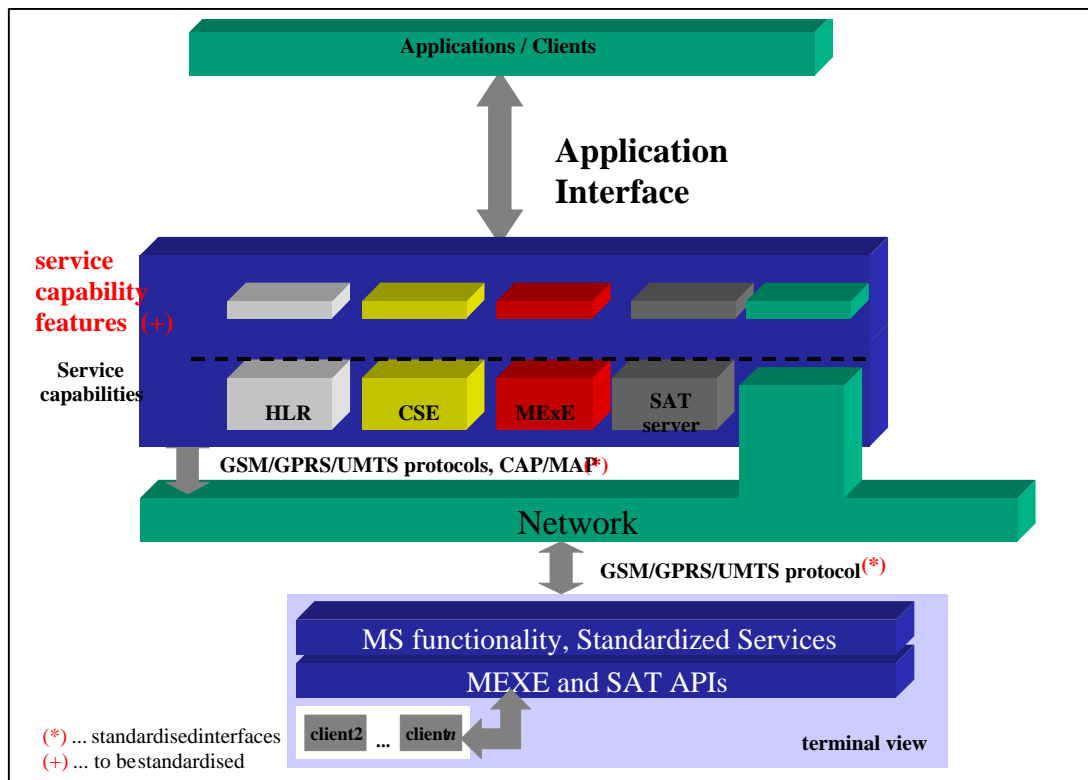 Applications / Clients
Application
Interface
service
capability
features (+)
Service
capabilities
HLR
CSE
MExE
SAT
server
GSM/GPRS/UMTS protocols, CAP/MAP(*)
Network
GSM/GPRS/UMTS protocol(*)
MS functionality, Standardized Services
MEXE and SAT APIs
client2 ... clientn
(*) ... standardisedinterfaces
(+) ... to bestandardised
terminal view